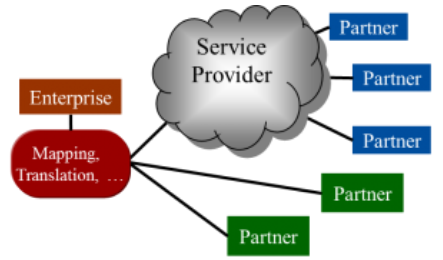 Service
Provider
Partner
Partner
Partner
Enterprise
Mapping,
Translation, …
Partner
Partner